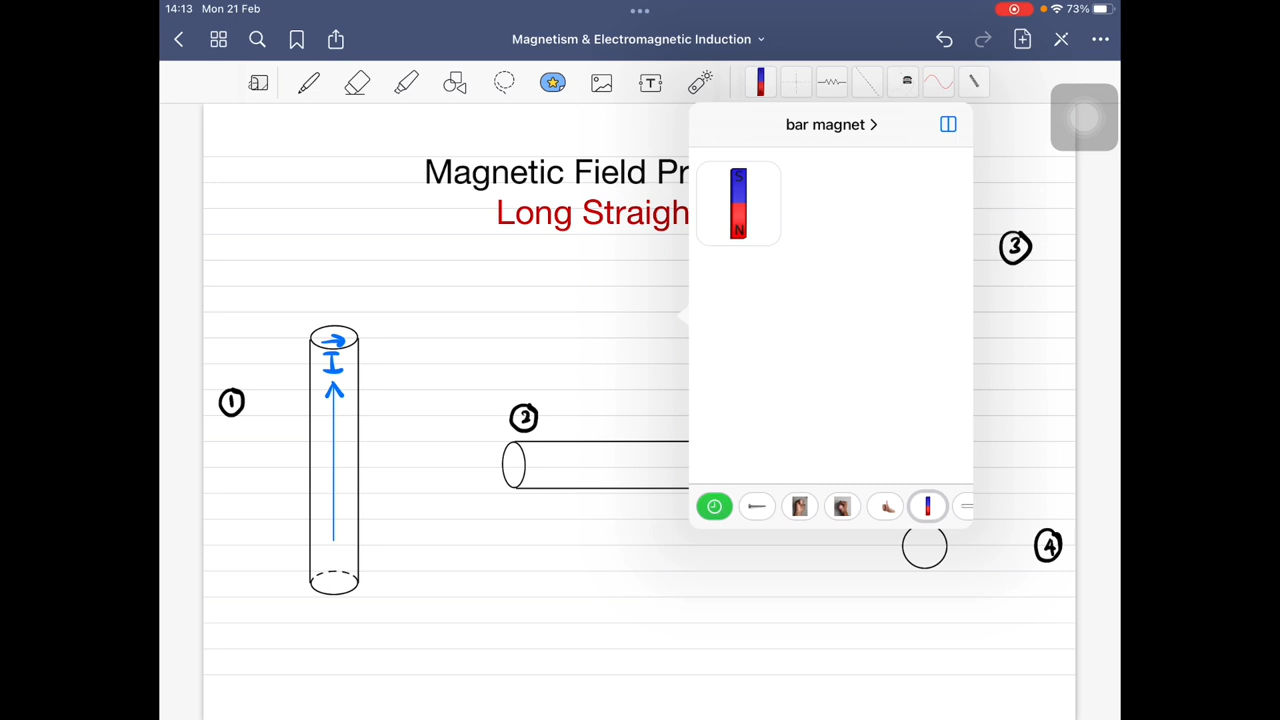 14:13 Mon 21 Feb
73%
Magnetism & Electromagnetic Induction
bar magnet
Magnetic Field Pr
Long Straigh
S
N
3
I
1
2
4